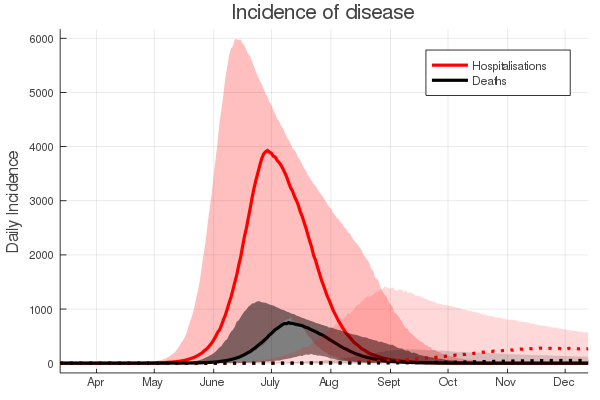 Incidence of disease
Hospitalisations
Deaths
Daily Incidence
6000
5000
4000
3000
2000
1000
0
Apr May June July Aug Sept Oct Nov Dec